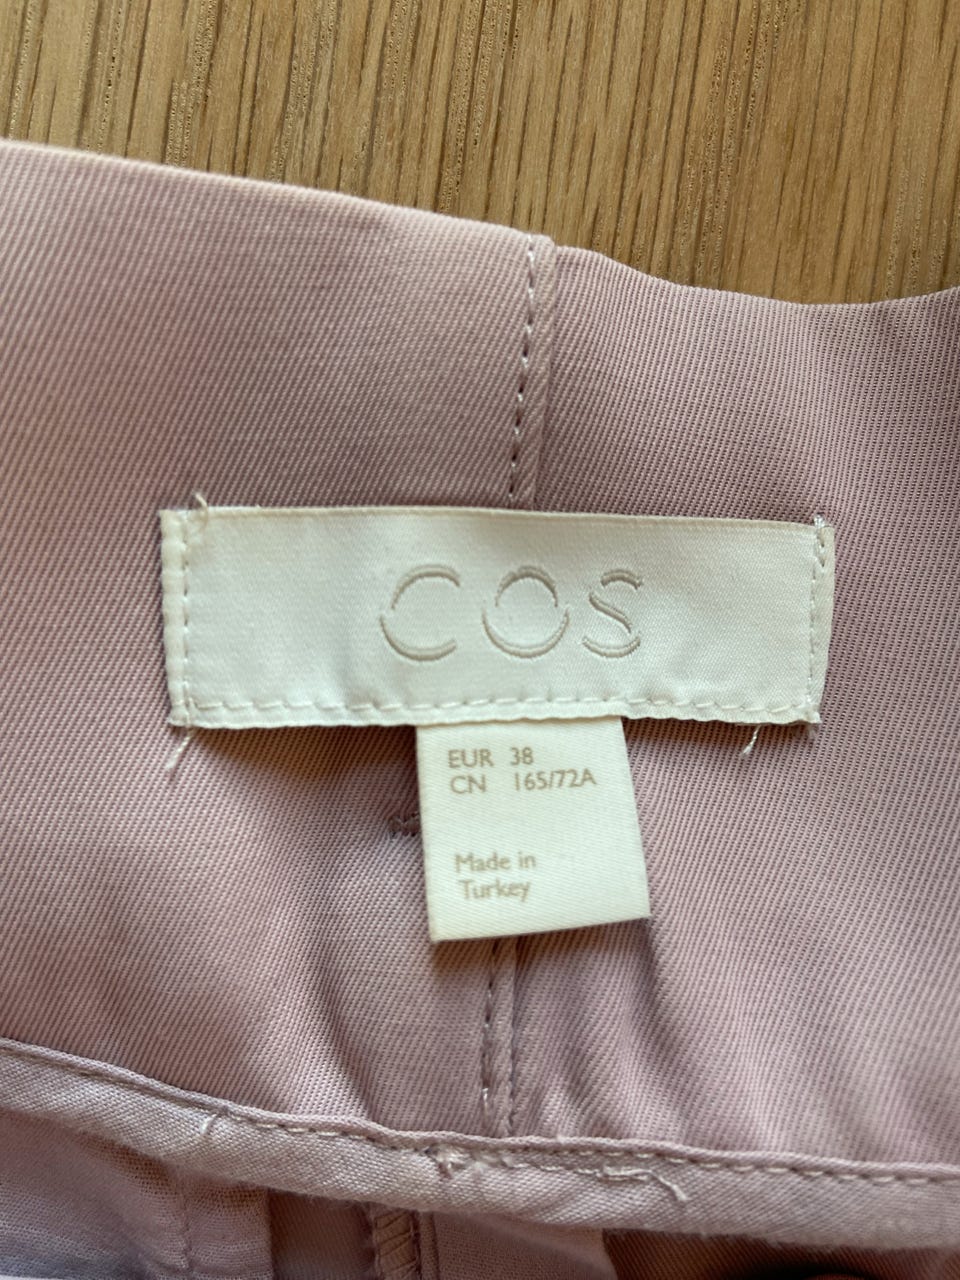 COS
EUR 38
CN 165/72A
Made in
Turkey